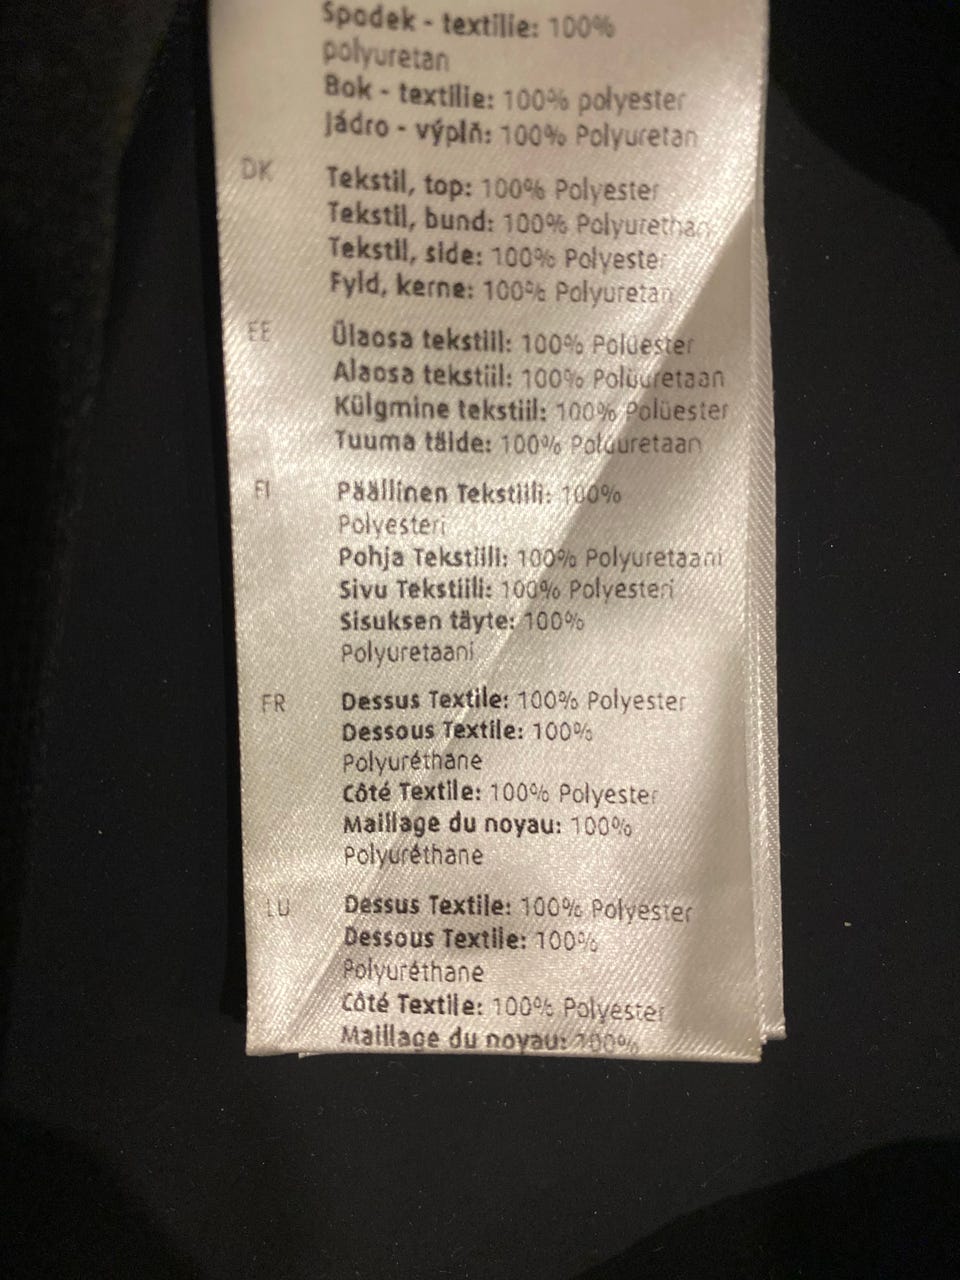 Spodek - textilie: 100%
polyuretan
Bok - textilie: 100% polyester
Jádro - výplň: 100% Polyuretan
DK Tekstil, top: 100% Polyester
Tekstil, bund: 100% Polyurethan
Tekstil, side: 100% Polyester
Fyld, kerne: 100% Polyuretan
EE Ülaosa tekstiil: 100% Polüester
Alaosa tekstiil: 100% Polüuretaan
Külgmine tekstiil: 100% Polüester
Tuuma täide: 100% Polüuretaan
FI Päällinen Tekstiili: 100%
Polyesteri
Pohja Tekstiili: 100% Polyuretaani
Sivu Tekstiili: 100% Polyesteri
Sisuksen täyte: 100%
Polyuretaani
FR Dessus Textile: 100% Polyester
Dessous Textile: 100%
Polyuréthane
Côté Textile: 100% Polyester
Maillage du noyau: 100%
Polyuréthane
LU Dessus Textile: 100% Polyester
Dessous Textile: 100%
Polyuréthane
Côté Textile: 100% Polyester
Maillage du noyau: 100%